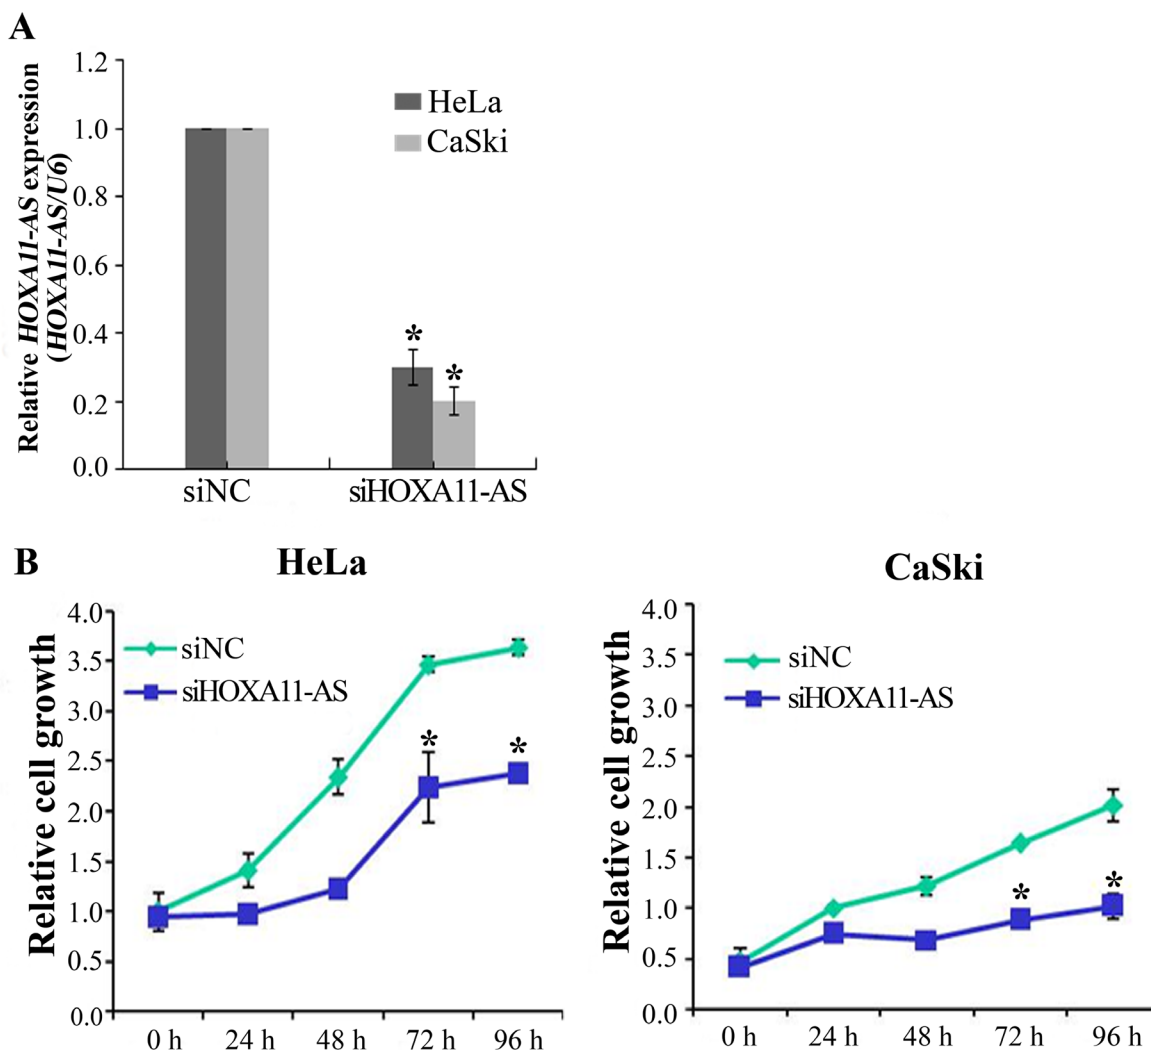 A
Relative HOXA11-AS expression
(HOXA11-AS/U6)
1.2
1.0
0.8
0.6
0.4
0.2
0.0
HeLa
CaSki
*
*
siNC
siHOXA11-AS
B
HeLa
Relative cell growth
4.0
3.5
3.0
2.5
2.0
1.5
1.0
0.5
0.0
siNC
siHOXA11-AS
*
*
0 h
24 h
48 h
72 h
96 h
CaSki
Relative cell growth
4.0
3.5
3.0
2.5
2.0
1.5
1.0
0.5
0.0
siNC
siHOXA11-AS
*
*
0 h
24 h
48 h
72 h
96 h